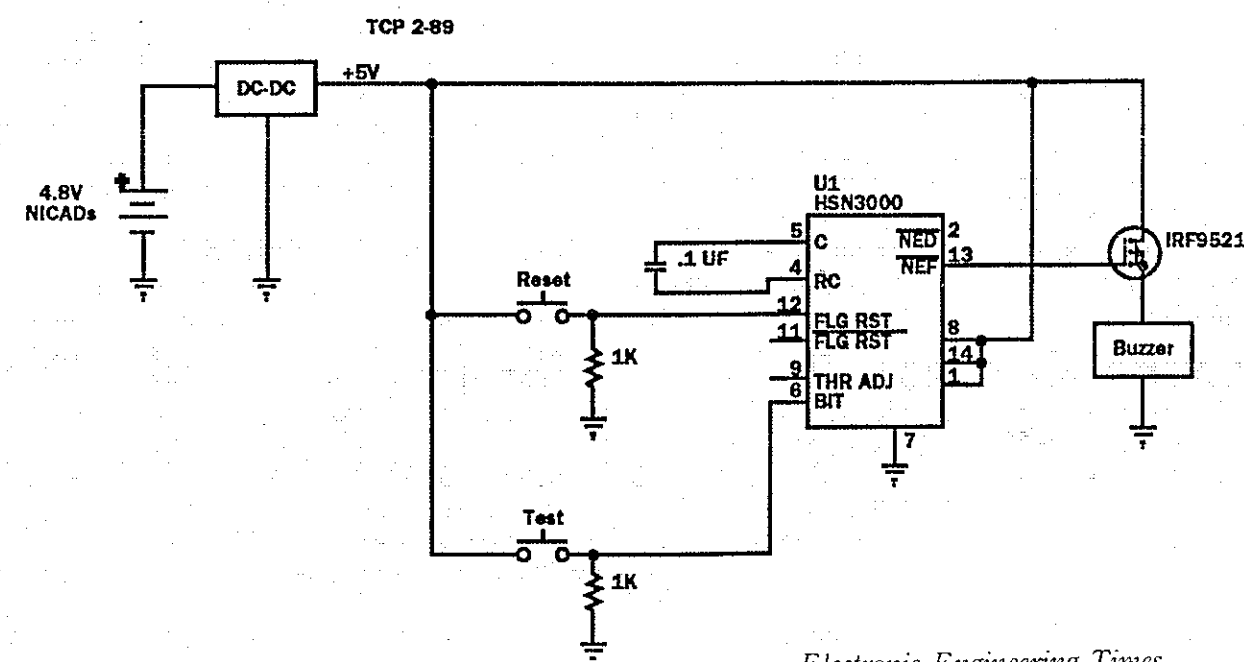 TCP 2-89
DC-DC
+5V
4.8V
NICADs
U1
HSN3000
5
C
NED
2
.1 UF
4
RC
NEF
13
IRF9521
Reset
12
FLG RST
11
FLG RST
8
1K
14
9
THR ADJ
1
Buzzer
6
BIT
7
Test
1K
Electronic Engineering Times